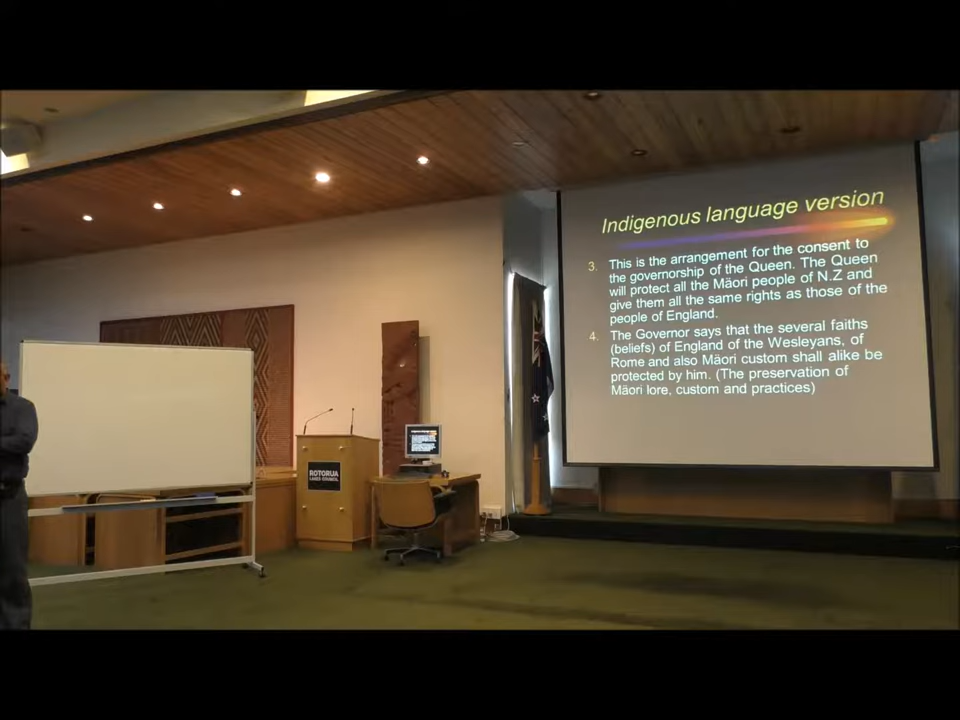 Indigenous language version
3. This is the arrangement for the consent to
the governorship of the Queen. The Queen
will protect all the Māori people of N.Z and
give them all the same rights as those of the
people of England.
4. The Governor says that the several faiths
(beliefs) of England of the Wesleyans, of
Rome and also Māori custom shall alike be
protected by him. (The preservation of
Māori lore, custom and practices)
ROTORUA
LAKES COUNCIL